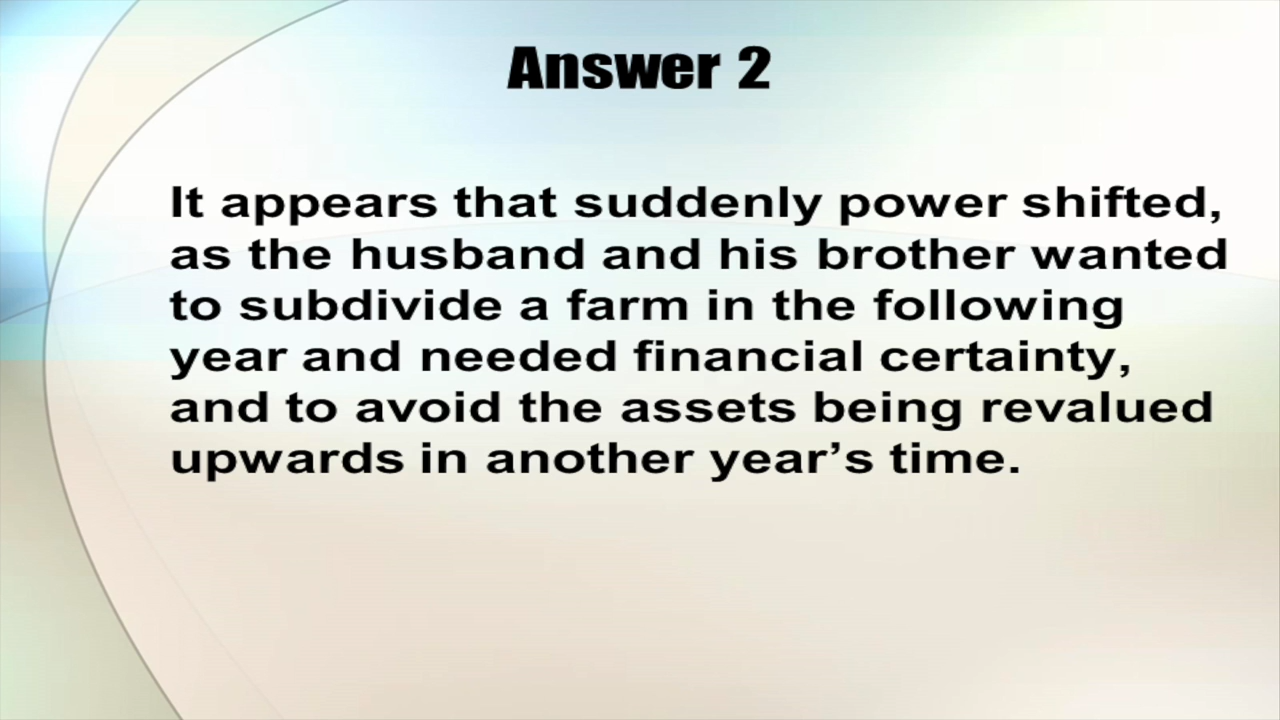 Answer 2
It appears that suddenly power shifted,
as the husband and his brother wanted
to subdivide a farm in the following
year and needed financial certainty,
and to avoid the assets being revalued
upwards in another year’s time.